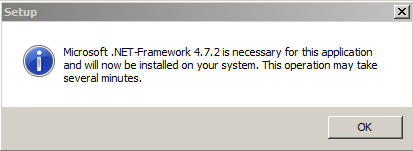 Setup
Microsoft .NET-Framework 4.7.2 is necessary for this application
and will now be installed on your system. This operation may take
several minutes.
OK